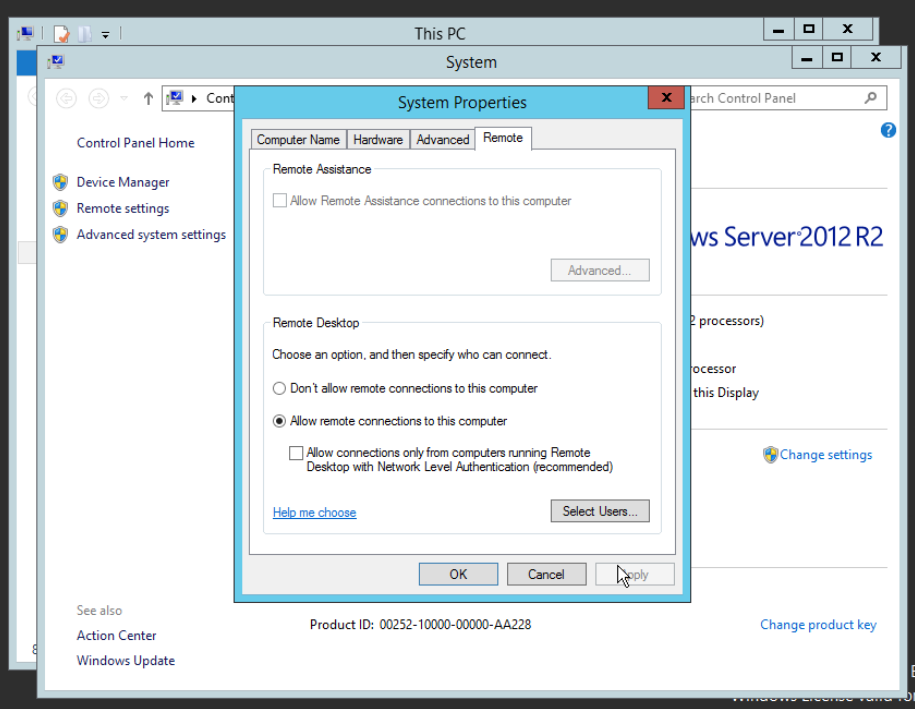 This PC
System
Cont
arch Control Panel
System Properties
Computer Name
Hardware
Advanced
Remote
Control Panel Home
Device Manager
Remote settings
Advanced system settings
Remote Assistance
Allow Remote Assistance connections to this computer
Advanced...
ws Server 2012 R2
Remote Desktop
Choose an option, and then specify who can connect.
Don't allow remote connections to this computer
Allow remote connections to this computer
Allow connections only from computers running Remote
Desktop with Network Level Authentication (recommended)
Help me choose
Select Users...
2 processors)
ocessor
this Display
Change settings
OK
Cancel
See also
Action Center
Windows Update
Product ID: 00252-10000-00000-AA228
Change product key